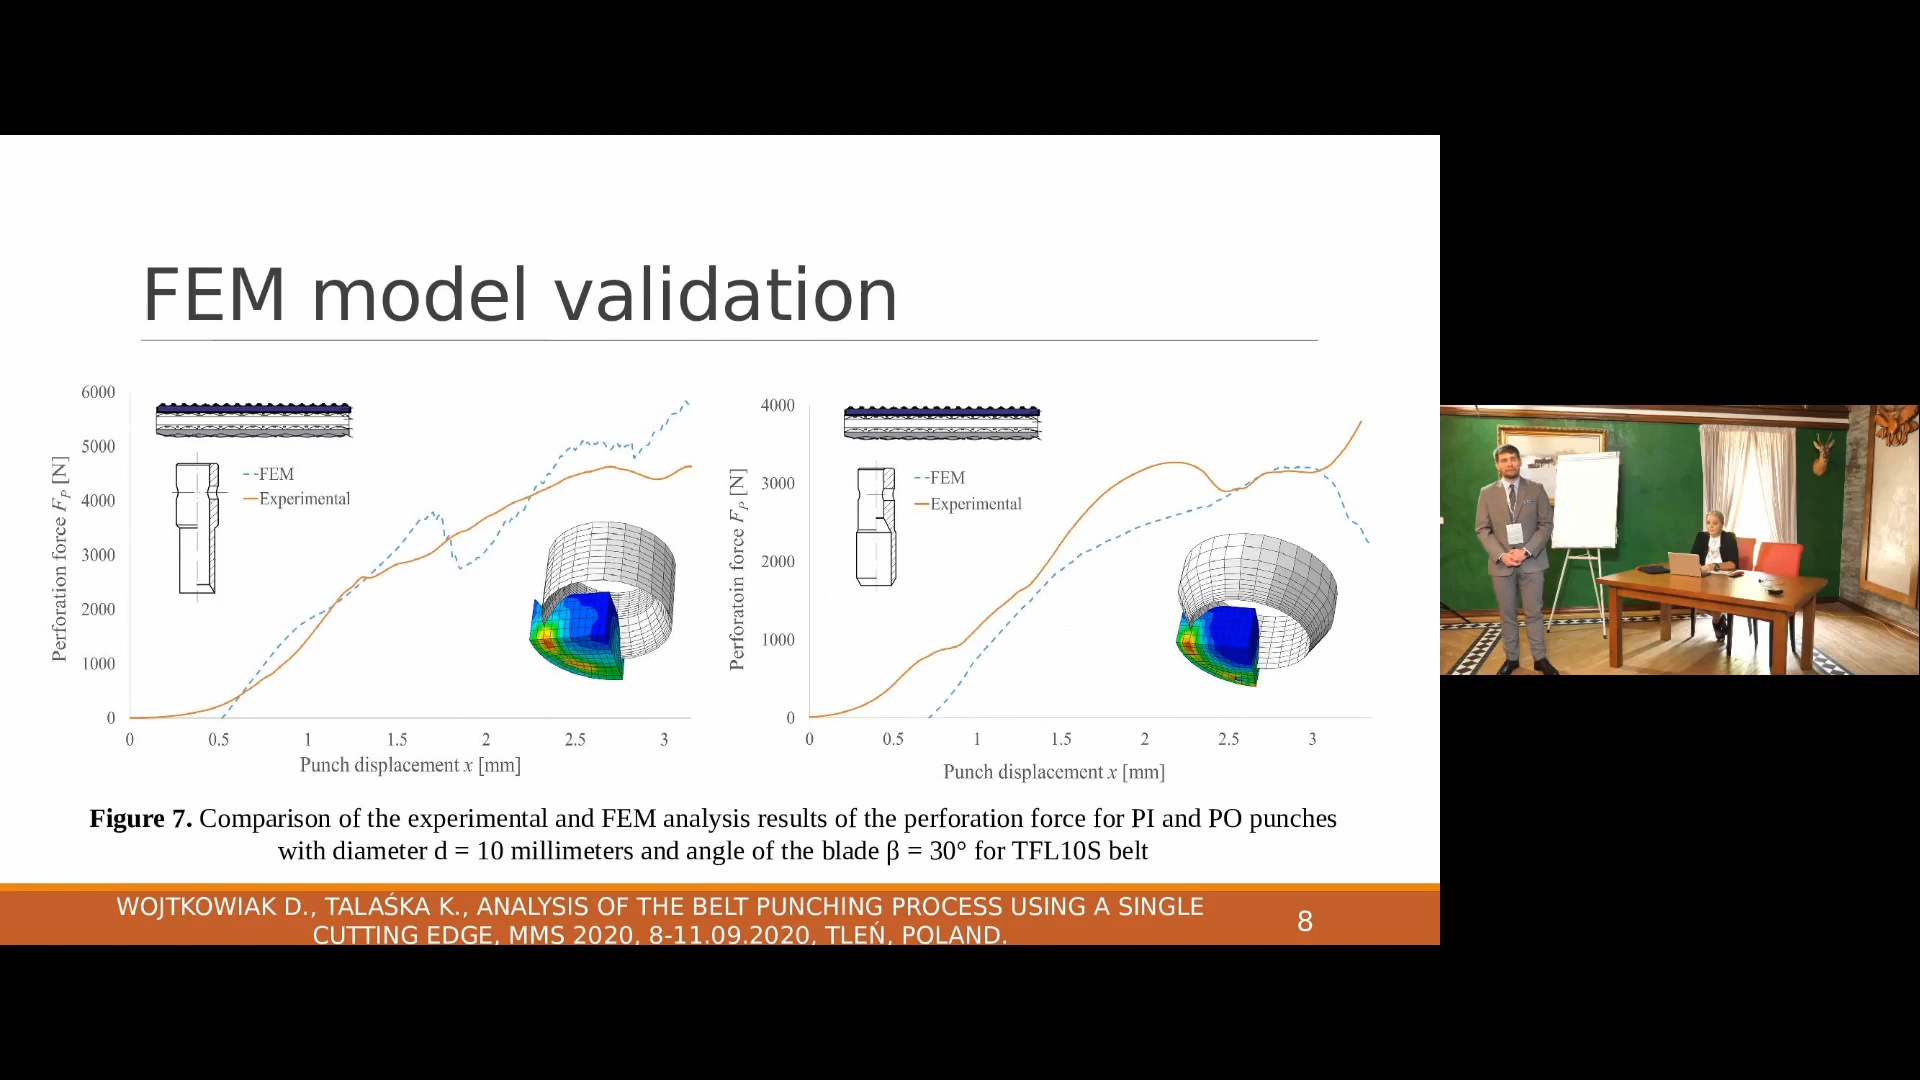 FEM model validation
6000
5000
4000
3000
2000
1000
0
Perforation force F_P [N]
FEM
Experimental
0 0.5 1 1.5 2 2.5 3
Punch displacement x [mm]
4000
3000
2000
1000
0
Perforatoin force F_P [N]
FEM
Experimental
0 0.5 1 1.5 2 2.5 3
Punch displacement x [mm]
Figure 7. Comparison of the experimental and FEM analysis results of the perforation force for PI and PO punches
with diameter d = 10 millimeters and angle of the blade β = 30° for TFL10S belt
WOJTKOWIAK D., TALAŚKA K., ANALYSIS OF THE BELT PUNCHING PROCESS USING A SINGLE
CUTTING EDGE, MMS 2020, 8-11.09.2020, TLEŃ, POLAND.
8